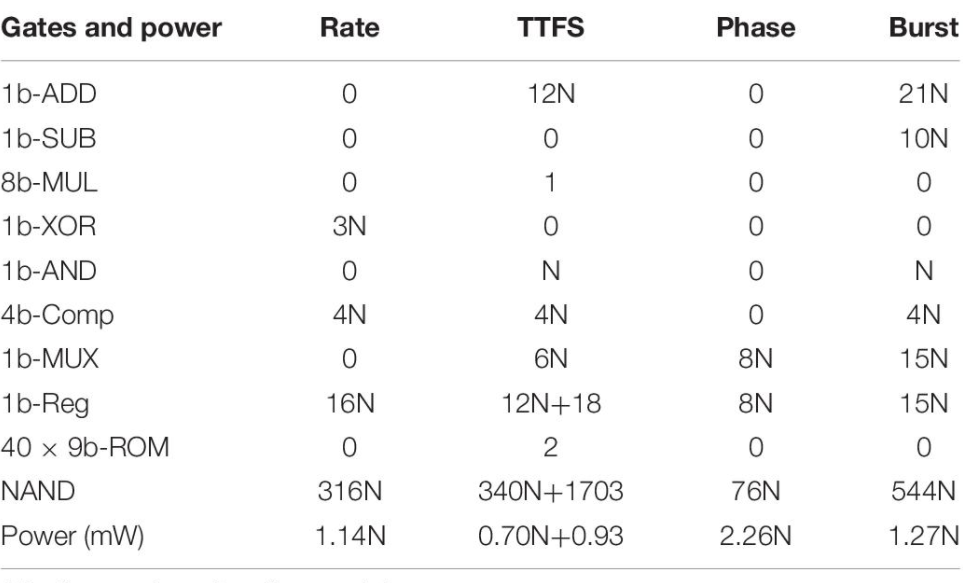 Gates and power Rate TTFS Phase Burst
1b-ADD 0 12N 0 21N
1b-SUB 0 0 0 10N
8b-MUL 0 1 0 0
1b-XOR 3N 0 0 0
1b-AND 0 N 0 N
4b-Comp 4N 4N 0 4N
1b-MUX 0 6N 8N 15N
1b-Reg 16N 12N+18 8N 15N
40 × 9b-ROM 0 2 0 0
NAND 316N 340N+1703 76N 544N
Power (mW) 1.14N 0.70N+0.93 2.26N 1.27N